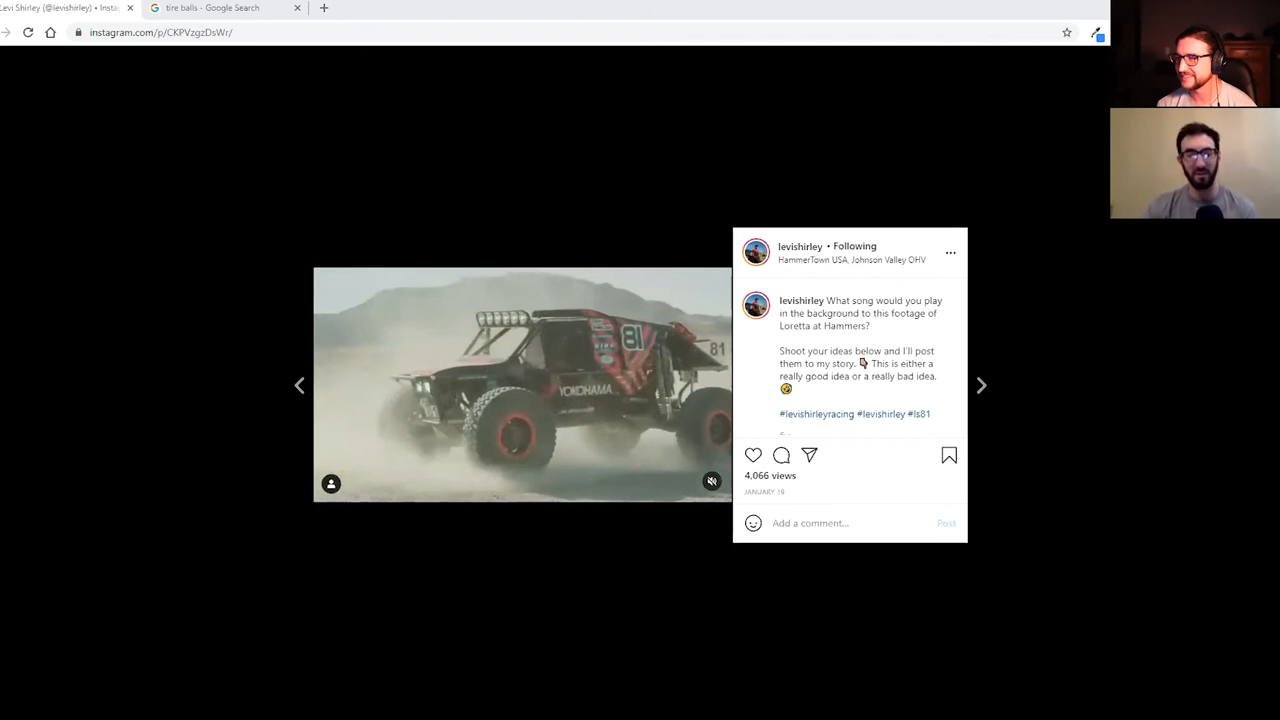 Levi Shirley (@levishirley) • Insta
tire balls - Google Search
instagram.com/p/CKPVzgzDsWr/
levishirley • Following
HammerTown USA, Johnson Valley OHV
levishirley What song would you play
in the background to this footage of
Loretta at Hammers?
Shoot your ideas below and I'll post
them to my story. 👇🏽 This is either a
really good idea or a really bad idea.
🤣
#levishirleyracing #levishirley #ls81
4,066 views
JANUARY 19
Add a comment...
Post
81
81
YOKOHAMA